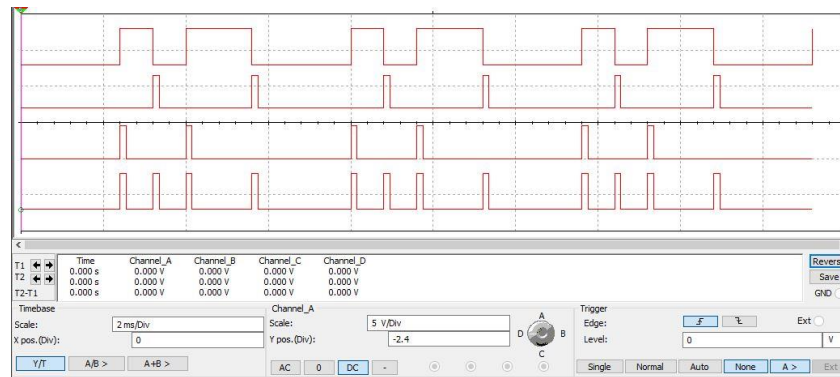 <
T1
T2
T2-T1
Time Channel_A Channel_B Channel_C Channel_D
0.000 s 0.000 V 0.000 V 0.000 V 0.000 V
0.000 s 0.000 V 0.000 V 0.000 V 0.000 V
0.000 s 0.000 V 0.000 V 0.000 V 0.000 V
Revers
Save
GND
Timebase
Scale: 2 ms/Div
X pos.(Div): 0
Y/T A/B > A+B >
Channel_A
Scale: 5 V/Div
Y pos.(Div): -2.4
AC 0 DC -
A
D B
C
Trigger
Edge: Ext
Level: 0 V
Single Normal Auto None A > Ext